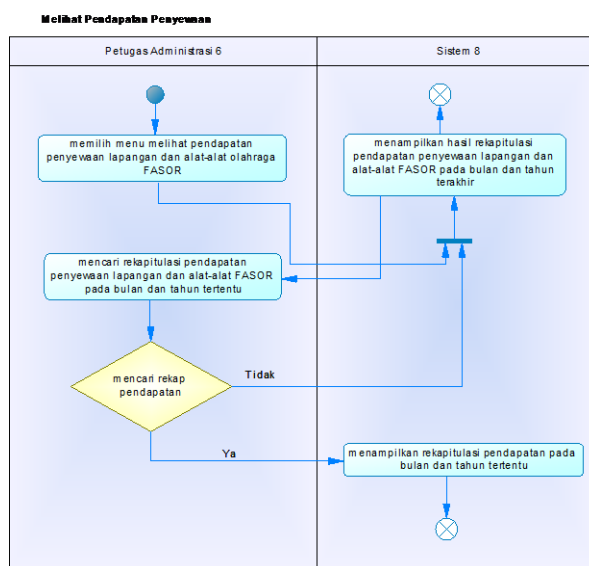 Melihat Pendapatan Penyewaan
Petugas Administrasi 6
Sistem 8
memilih menu melihat pendapatan
penyewaan lapangan dan alat-alat olahraga
FASOR
menampilkan hasil rekapitulasi
pendapatan penyewaan lapangan dan
alat-alat FASOR pada bulan dan tahun
terakhir
mencari rekapitulasi pendapatan
penyewaan lapangan dan alat-alat FASOR
pada bulan dan tahun tertentu
mencari rekap
pendapatan
Tidak
Ya
menampilkan rekapitulasi pendapatan pada
bulan dan tahun tertentu